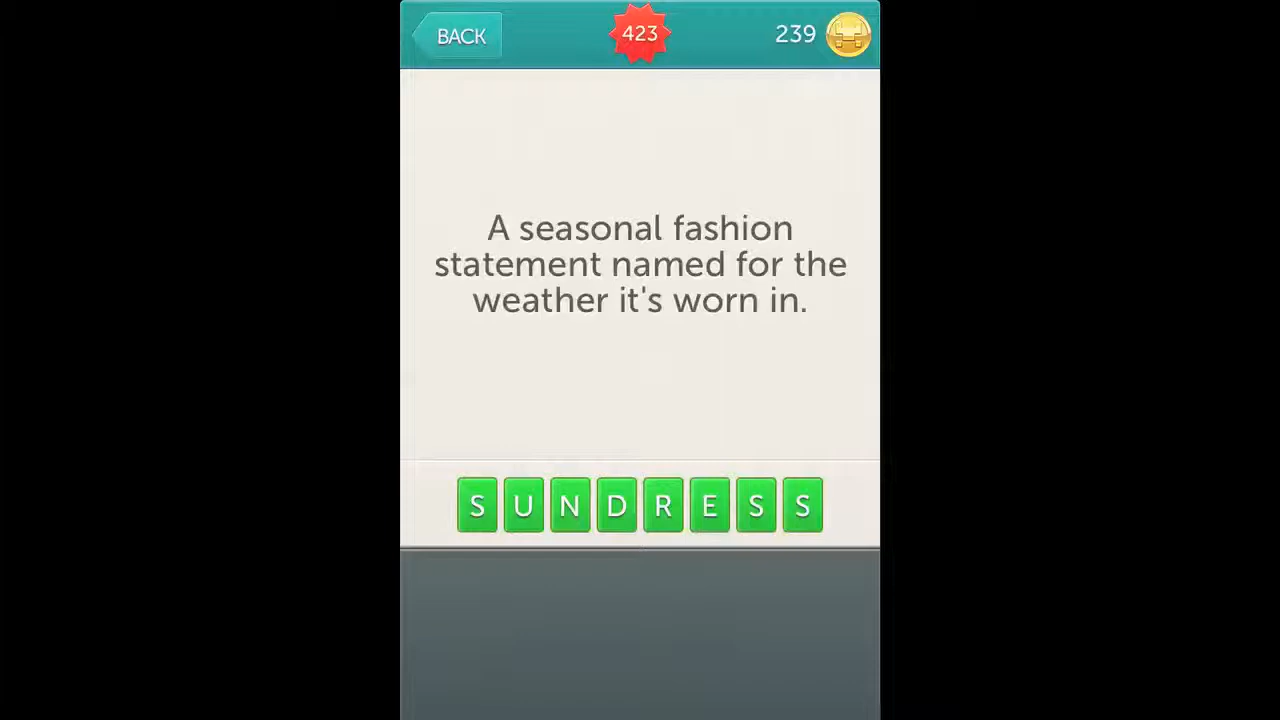 BACK
423
239
A seasonal fashion
statement named for the
weather it's worn in.
SUNDRESS